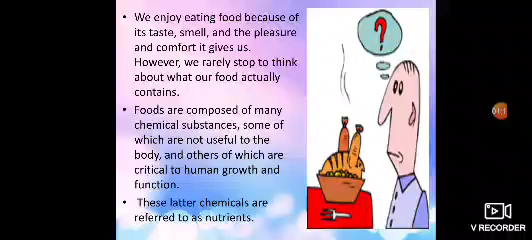 • We enjoy eating food because of
its taste, smell, and the pleasure
and comfort it gives us.
However, we rarely stop to think
about what our food actually
contains.
• Foods are composed of many
chemical substances, some of
which are not useful to the
body, and others of which are
critical to human growth and
function.
• These latter chemicals are
referred to as nutrients.
?
V RECORDER